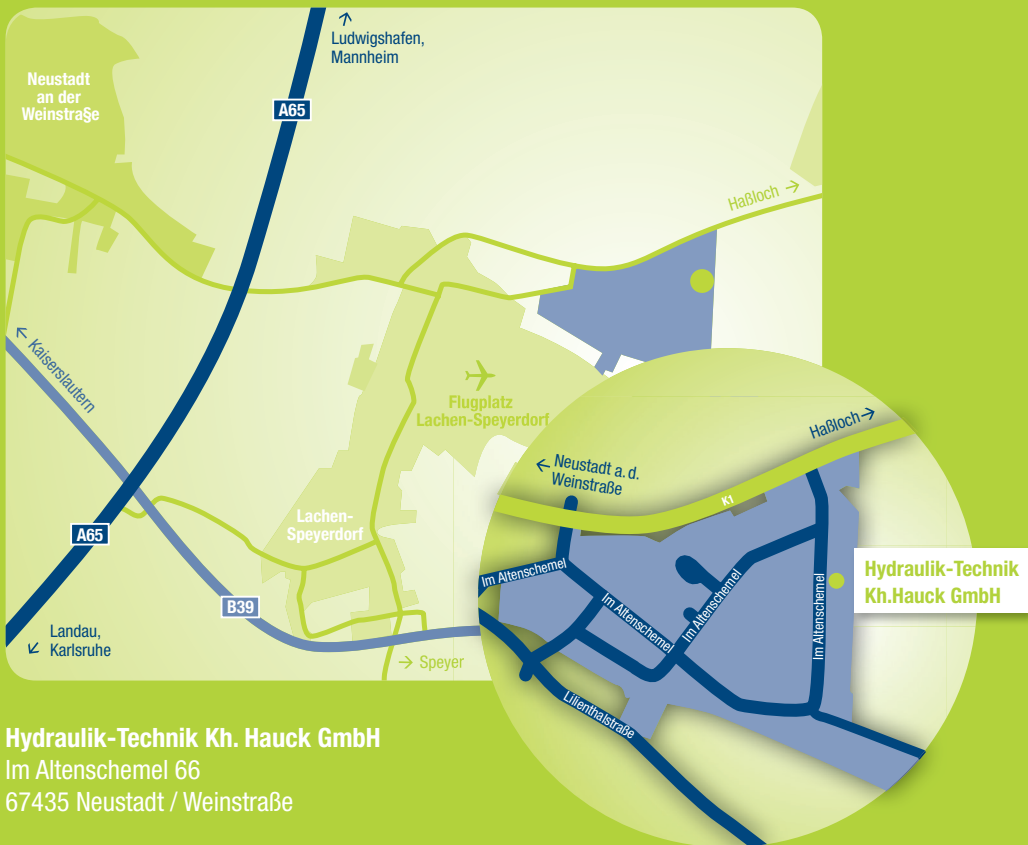 Ludwigshafen,
Mannheim
Neustadt
an der
Weinstra§e
A65
Haßloch
Kaiserslautern
Flugplatz
Lachen-Speyerdorf
Haßloch
Neustadt a. d.
Weinstraße
K1
Lachen-
Speyerdorf
A65
Im Altenschemel
Im Altenschemel
Im Altenschemel
Im Altenschemel
Hydraulik-Technik
Kh.Hauck GmbH
B39
Landau,
Karlsruhe
Speyer
Lilienthalstraße
Hydraulik-Technik Kh. Hauck GmbH
Im Altenschemel 66
67435 Neustadt / Weinstraße